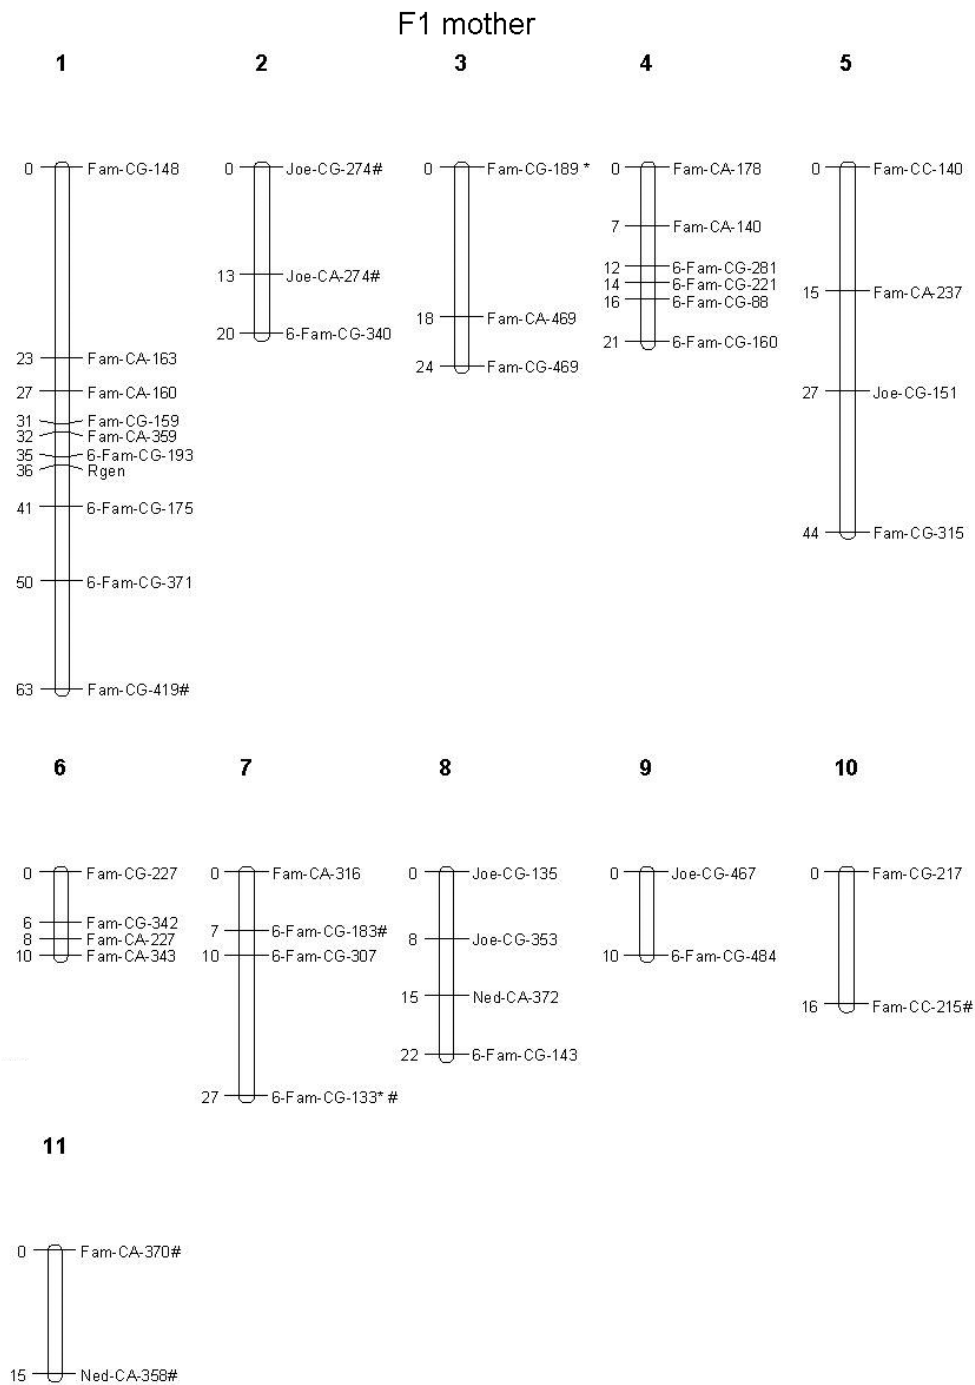 F1 mother
1 2 3 4 5
0 Fam-CG-148
23 Fam-CA-163
27 Fam-CA-160
31 Fam-CG-159
32 Fam-CA-359
35 6-Fam-CG-193
36 Rgen
41 6-Fam-CG-175
50 6-Fam-CG-371
63 Fam-CG-419#
0 Joe-CG-274#
13 Joe-CA-274#
20 6-Fam-CG-340
0 Fam-CG-189 *
18 Fam-CA-469
24 Fam-CG-469
0 Fam-CA-178
7 Fam-CA-140
12 6-Fam-CG-281
14 6-Fam-CG-221
16 6-Fam-CG-88
21 6-Fam-CG-160
0 Fam-CC-140
15 Fam-CA-237
27 Joe-CG-151
44 Fam-CG-315
6 7 8 9 10
0 Fam-CG-227
6 Fam-CG-342
8 Fam-CA-227
10 Fam-CA-343
0 Fam-CA-316
7 6-Fam-CG-183#
10 6-Fam-CG-307
27 6-Fam-CG-133* #
0 Joe-CG-135
8 Joe-CG-353
15 Ned-CA-372
22 6-Fam-CG-143
0 Joe-CG-467
10 6-Fam-CG-484
0 Fam-CG-217
16 Fam-CC-215#
11
0 Fam-CA-370#
15 Ned-CA-358#